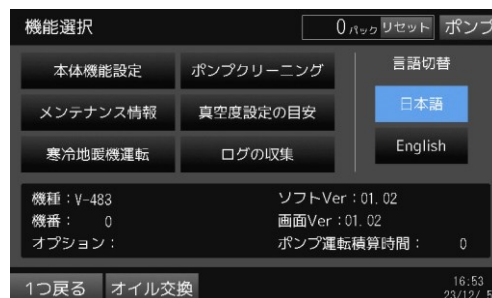 機能選択 0パック リセット ポンプ
本体機能設定 ポンプクリーニング 言語切替
メンテナンス情報 真空度設定の目安 日本語
寒冷地暖機運転 ログの収集 English
機種：V-483 ソフトVer：01.02
機番： 0 画面Ver：01.02
オプション： ポンプ運転積算時間： 0
1つ戻る オイル交換 16:53
23/12/